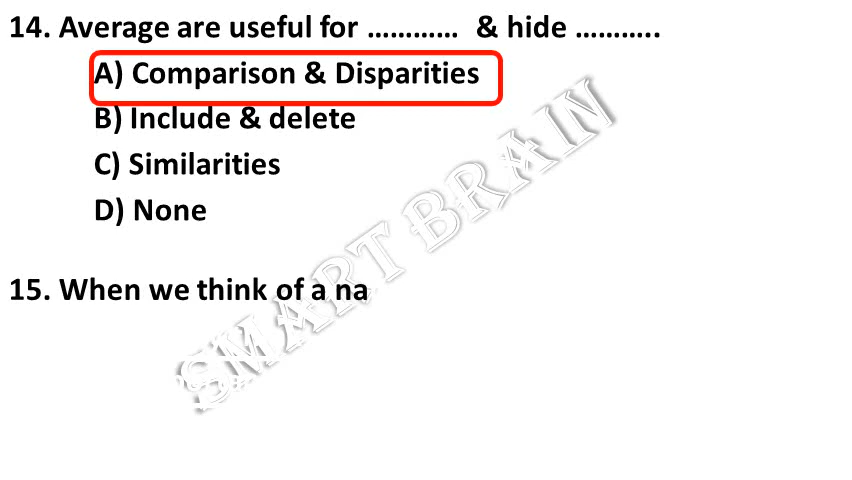 14. Average are useful for ………… & hide ………..
A) Comparison & Disparities
B) Include & delete
C) Similarities
D) None
15. When we think of a na
SMART BRAIN